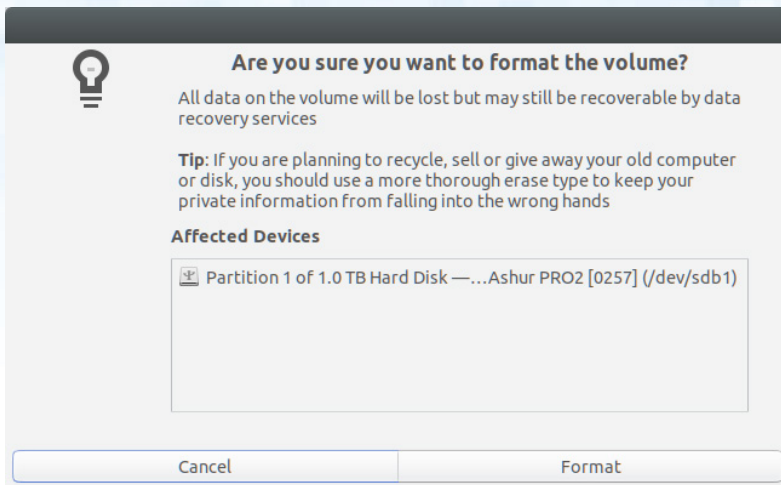 Are you sure you want to format the volume?
All data on the volume will be lost but may still be recoverable by data
recovery services
Tip: If you are planning to recycle, sell or give away your old computer
or disk, you should use a more thorough erase type to keep your
private information from falling into the wrong hands
Affected Devices
Partition 1 of 1.0 TB Hard Disk —…Ashur PRO2 [0257] (/dev/sdb1)
Cancel
Format